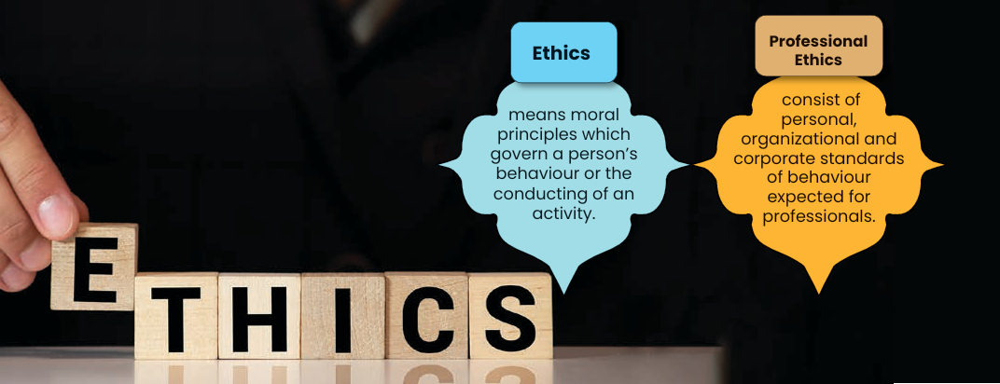 Ethics
means moral
principles which
govern a person's
behaviour or the
conducting of an
activity.
Professional
Ethics
consist of
personal,
organizational and
corporate standards
of behaviour
expected for
professionals.
ETHICS